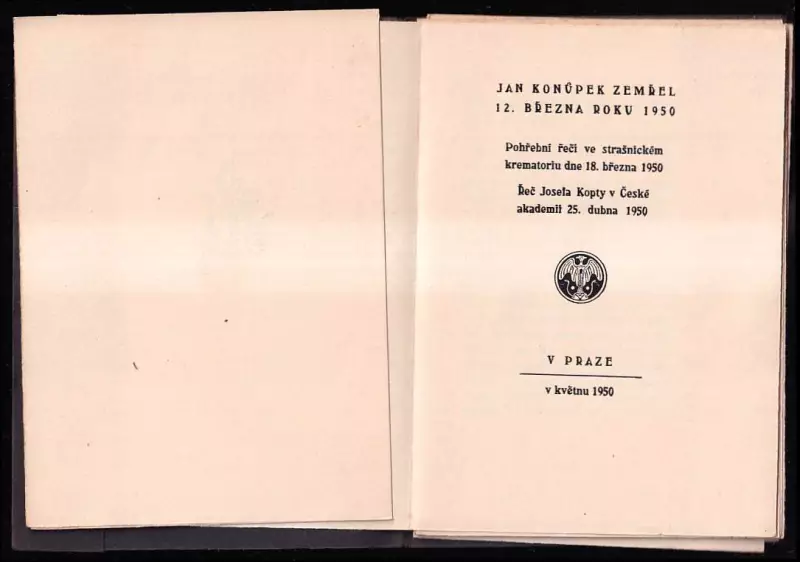 JAN KONŮPEK ZEMŘEL
12. BŘEZNA ROKU 1950
Pohřební řeči ve strašnickém
krematoriu dne 18. března 1950
Řeč Josefa Kopty v České
akademii 25. dubna 1950
V PRAZE
v květnu 1950